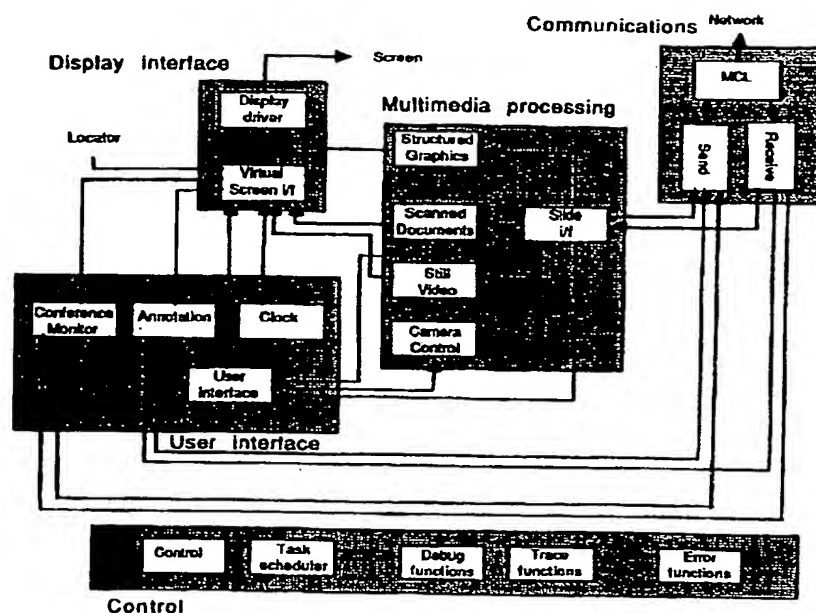 Communications
Network
Display interface
Screen
MCL
Display
driver
Multimedia processing
Locator
Structured
Graphics
Send
Receive
Virtual
Screen i/f
Scanned
Documents
Slide
i/f
Still
Video
Conference
Monitor
Annotation
Clock
Camera
Control
User
Interface
User interface
Control
Task
scheduler
Debug
functions
Trace
functions
Error
functions
Control